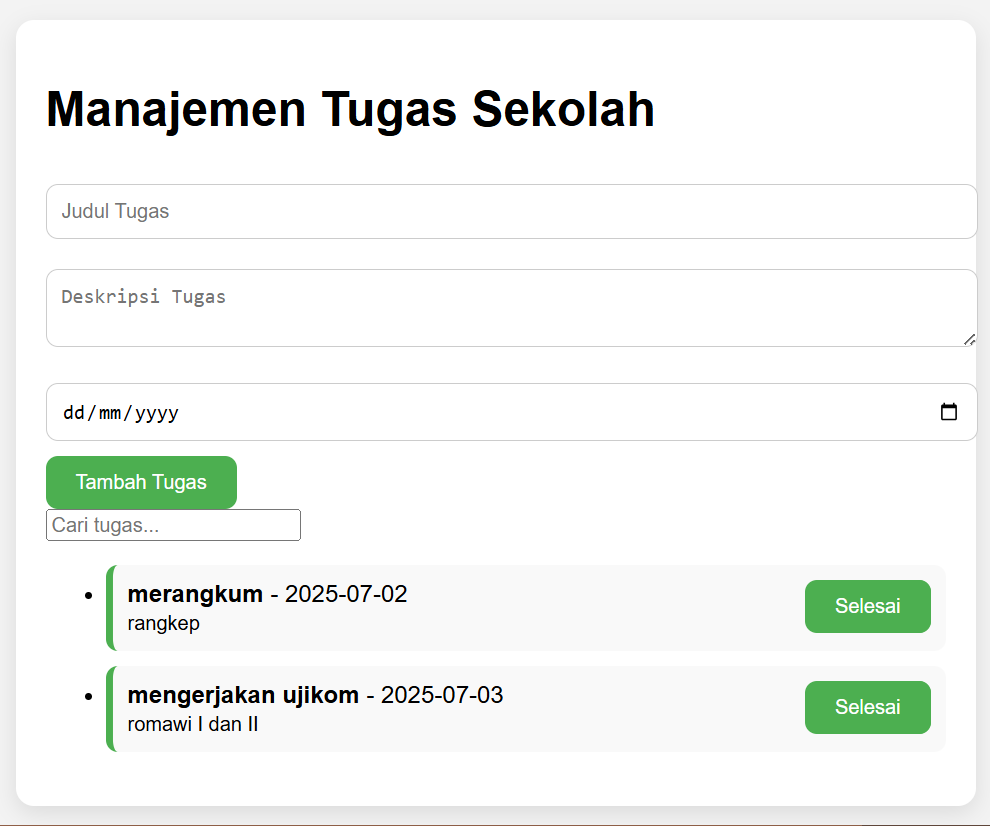 Manajemen Tugas Sekolah
Judul Tugas
Deskripsi Tugas
dd/mm/yyyy
Tambah Tugas
Cari tugas...
merangkum - 2025-07-02
rangkep
Selesai
mengerjakan ujikom - 2025-07-03
romawi I dan II
Selesai